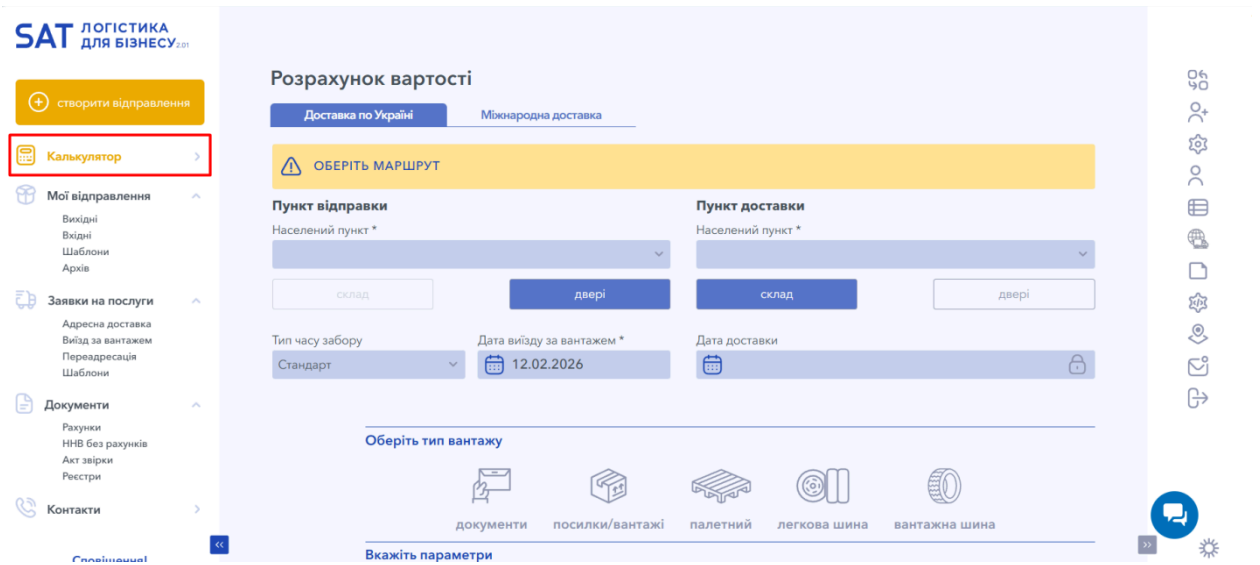 SAT ЛОГІСТИКА
ДЛЯ БІЗНЕСУ 2.01
створити відправлення
Калькулятор
Мої відправлення
Вихідні
Вхідні
Шаблони
Архів
Заявки на послуги
Адресна доставка
Виїзд за вантажем
Переадресація
Шаблони
Документи
Рахунки
ННВ без рахунків
Акт звірки
Реєстри
Контакти
Сповіщення!
Розрахунок вартості
Доставка по Україні Міжнародна доставка
ОБЕРІТЬ МАРШРУТ
Пункт відправки Пункт доставки
Населений пункт * Населений пункт *
склад двері склад двері
Тип часу забору Дата виїзду за вантажем * Дата доставки
Стандарт 12.02.2026
Оберіть тип вантажу
документи посилки/вантажі палетний легкова шина вантажна шина
Вкажіть параметри